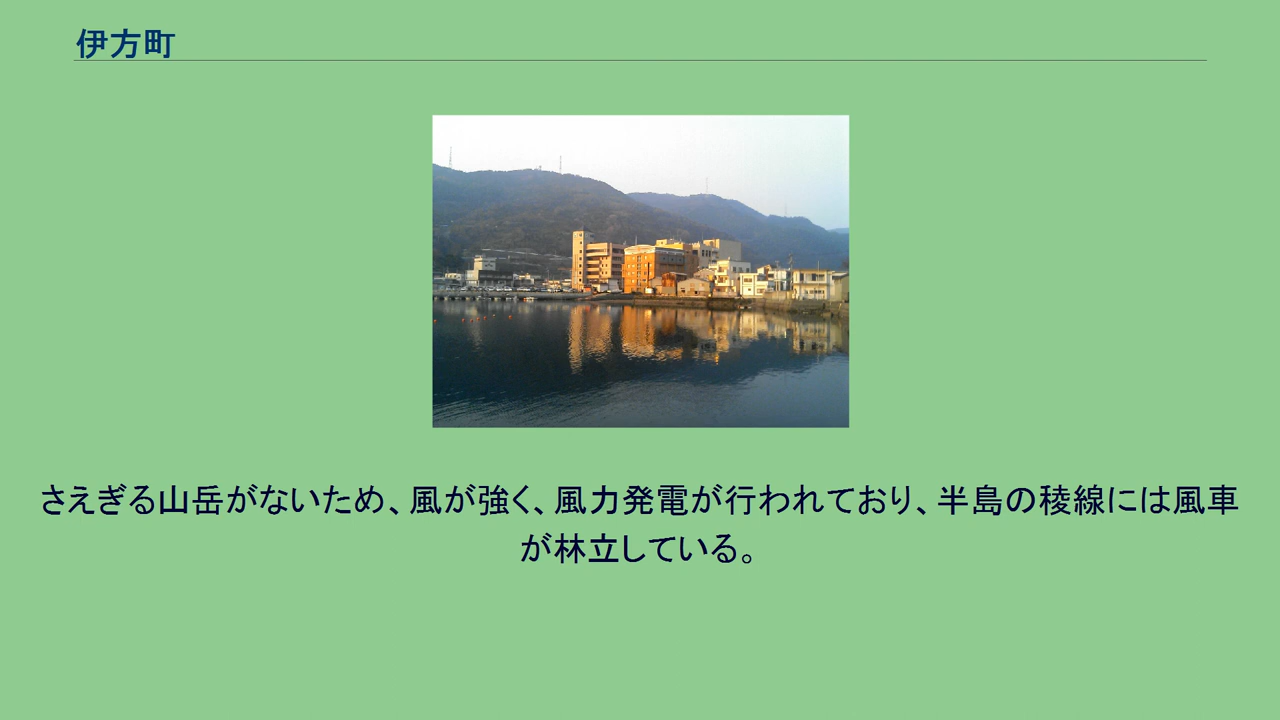 伊方町
さえぎる山岳がないため、風が強く、風力発電が行われており、半島の稜線には風車
が林立している。